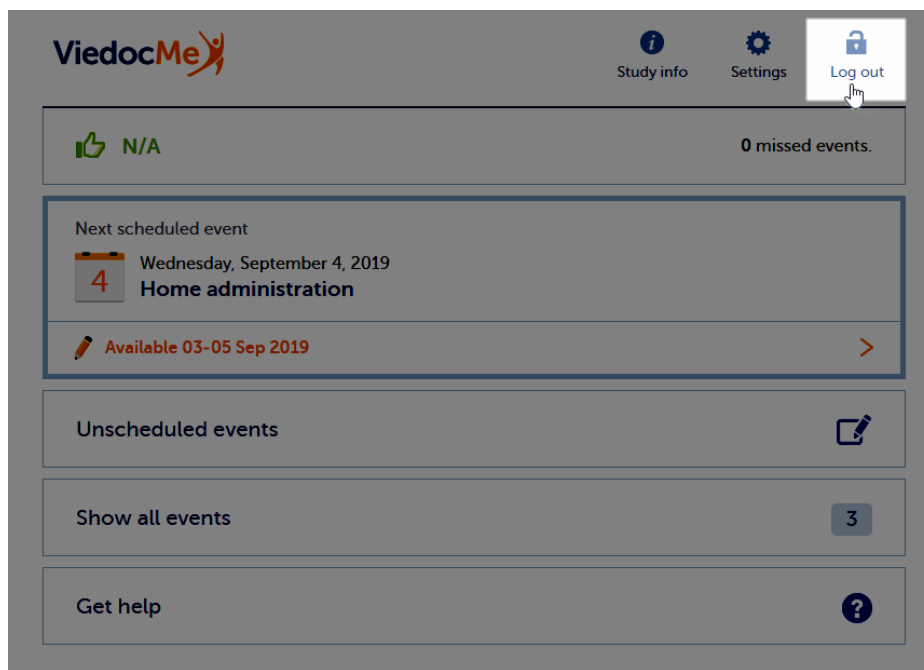 ViedocMe
i
Study info
Settings
Log out
N/A
0 missed events.
Next scheduled event
4
Wednesday, September 4, 2019
Home administration
Available 03-05 Sep 2019
Unscheduled events
Show all events
3
Get help
?